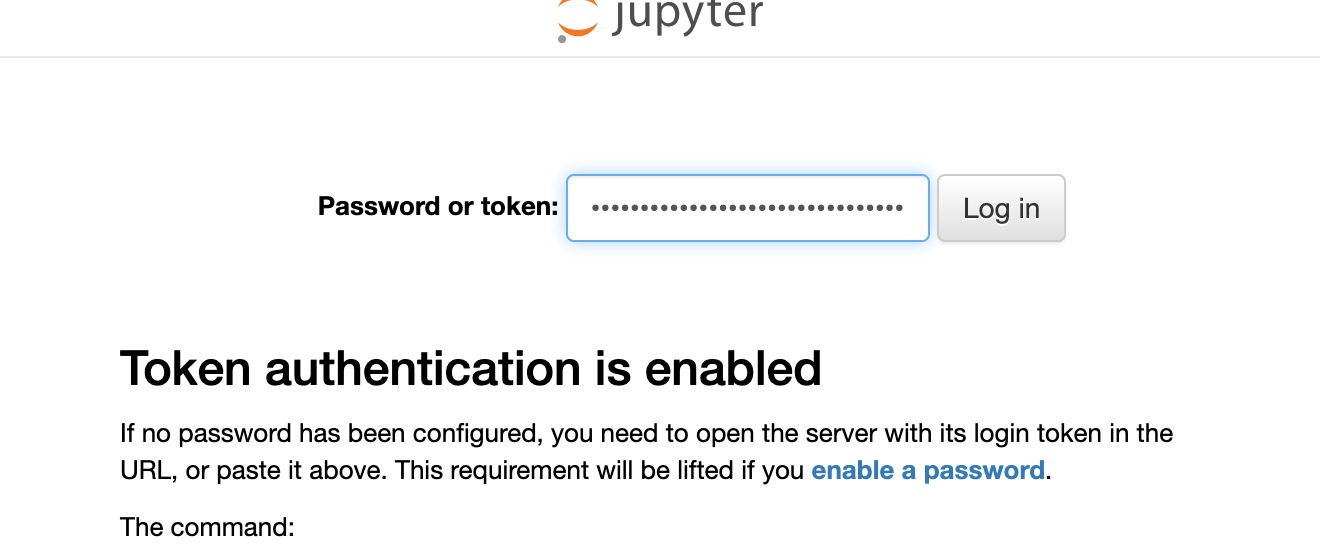 jupyter
Password or token: •••••••••••••••••••••••••••••••• Log in
Token authentication is enabled
If no password has been configured, you need to open the server with its login token in the
URL, or paste it above. This requirement will be lifted if you enable a password.
The command: